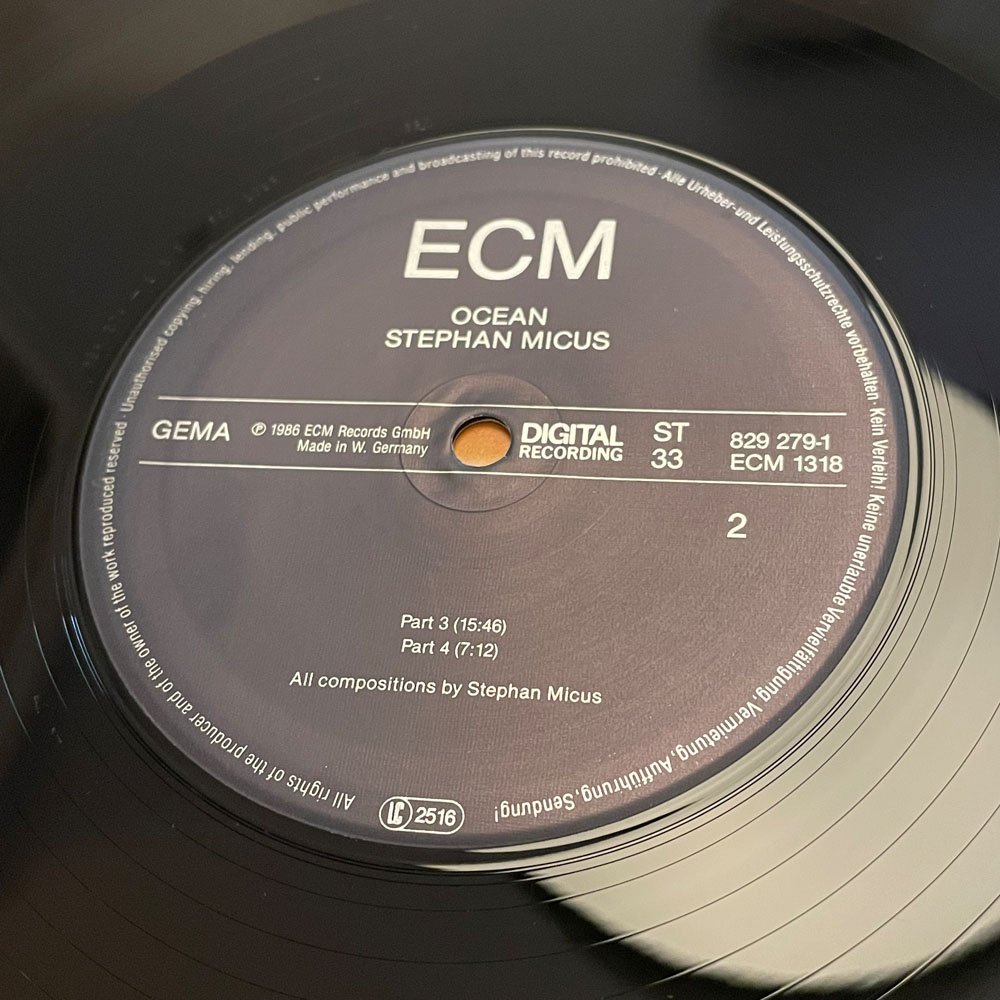 ECM
OCEAN
STEPHAN MICUS
GEMA
℗ 1986 ECM Records GmbH
Made in W. Germany
DIGITAL
RECORDING
ST
33
829 279-1
ECM 1318
2
Part 3 (15:46)
Part 4 (7:12)
All compositions by Stephan Micus
All rights of the producer and of the owner of the work reproduced reserved · Unauthorised copying, hiring, lending, public performance and broadcasting of this record prohibited · Alle Urheber- und Leistungsschutzrechte vorbehalten · Kein Verleih! Keine unerlaubte Vervielfältigung, Vermietung, Aufführung, Sendung!
LC 2516